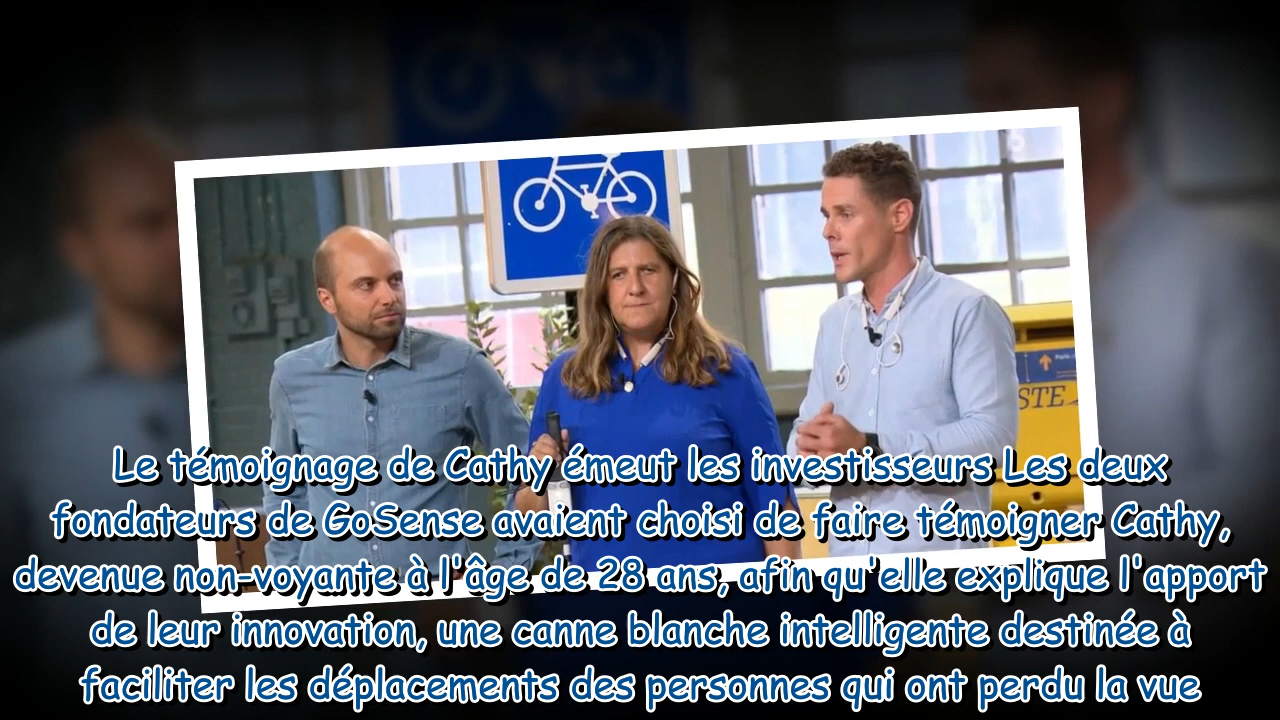 STE
Le témoignage de Cathy émeut les investisseurs Les deux
fondateurs de GoSense avaient choisi de faire témoigner Cathy,
devenue non-voyante à l'âge de 28 ans, afin qu'elle explique l'apport
de leur innovation, une canne blanche intelligente destinée à
faciliter les déplacements des personnes qui ont perdu la vue